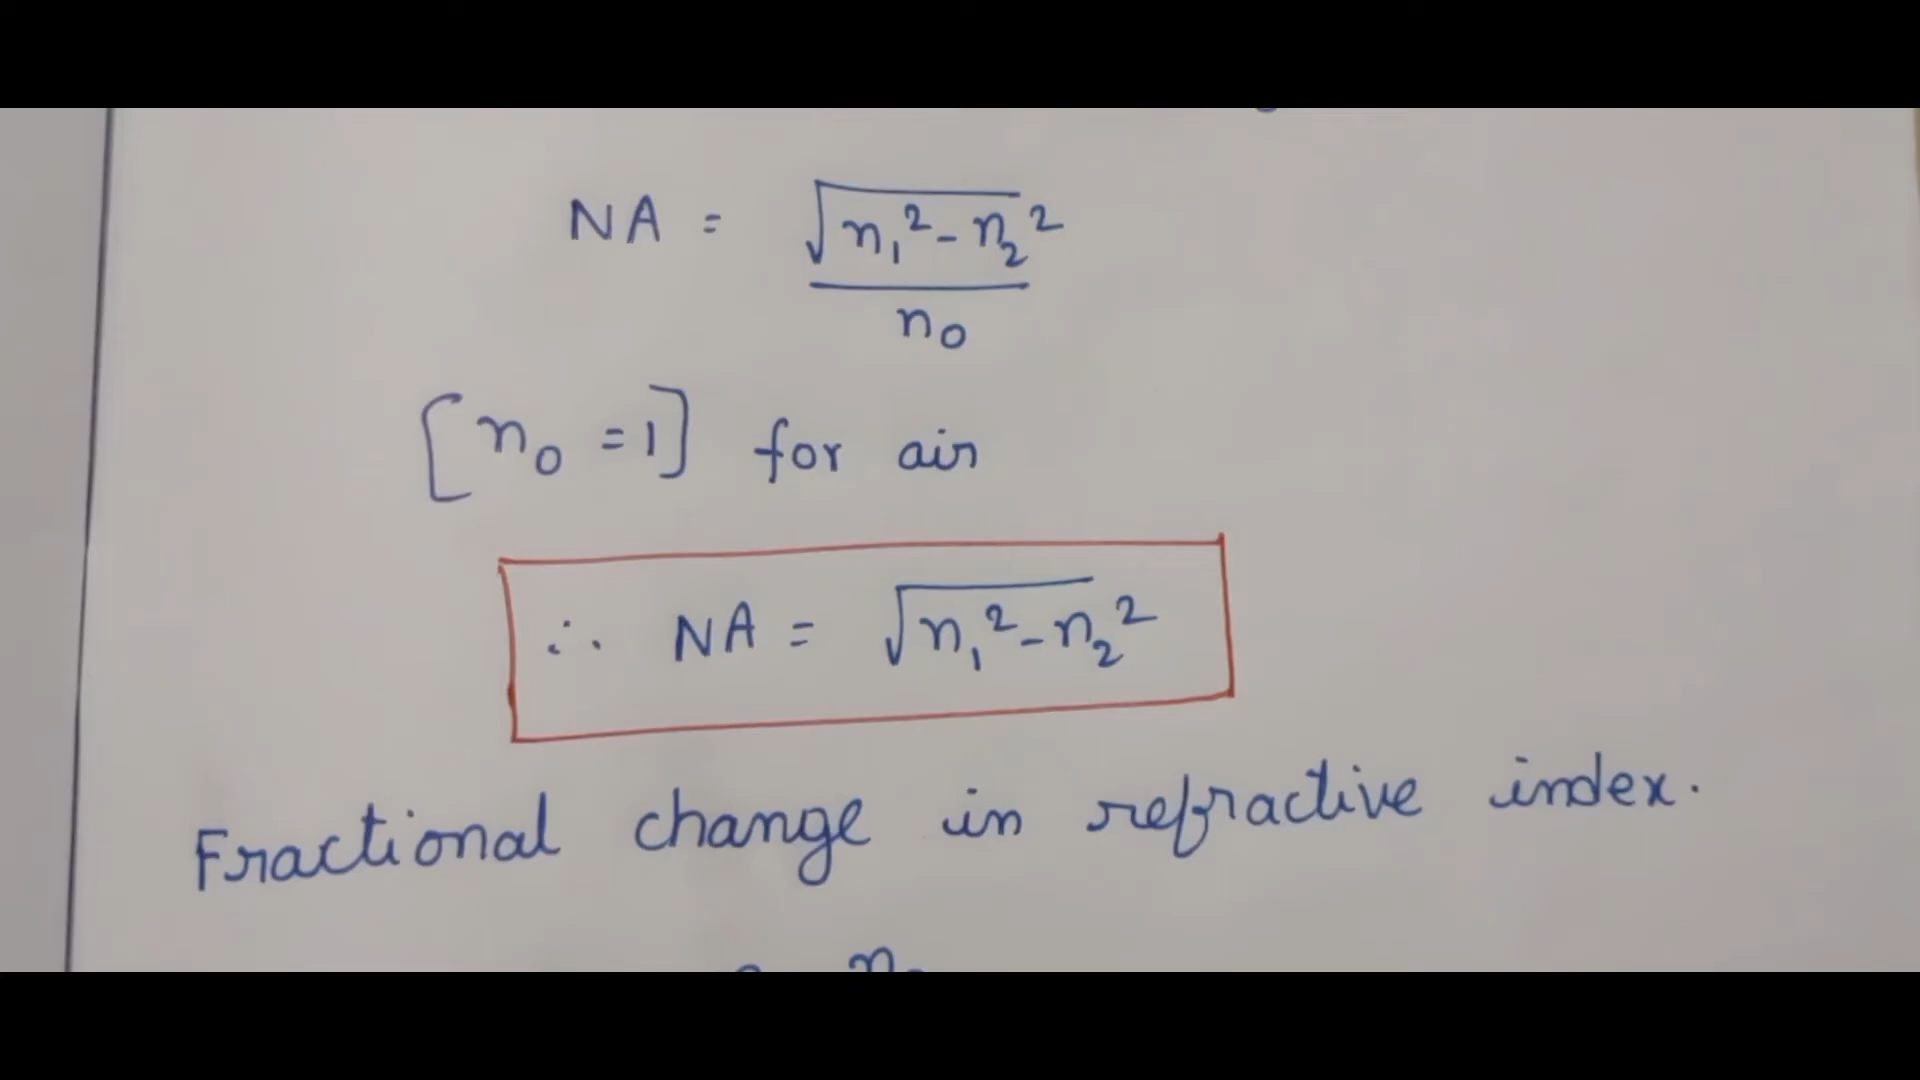 NA = √n₁² - n₂²
n₀
[n₀ = 1] for air
∴ NA = √n₁² - n₂²
Fractional change in refractive index.